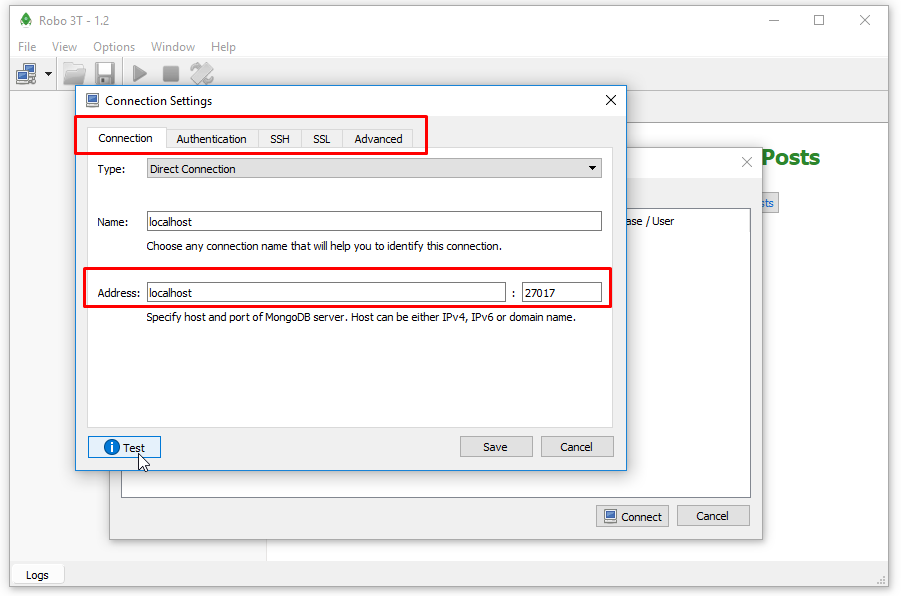 Robo 3T - 1.2
File View Options Window Help
Connection Settings
Connection Authentication SSH SSL Advanced
Type: Direct Connection
Posts
Name: localhost
Choose any connection name that will help you to identify this connection.
/ User
Address: localhost : 27017
Specify host and port of MongoDB server. Host can be either IPv4, IPv6 or domain name.
Test Save Cancel
Connect Cancel
Logs